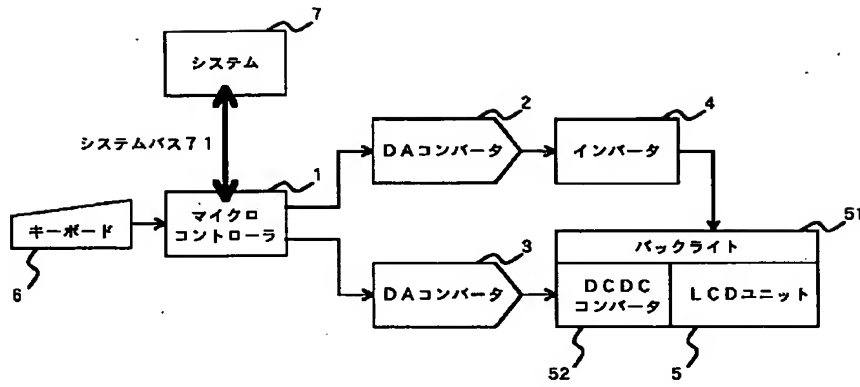 7
システム
システムバス71
1
マイクロ
コントローラ
キーボード
6
2
DAコンバータ
4
インバータ
3
DAコンバータ
51
バックライト
DCDC
コンバータ
LCDユニット
52
5